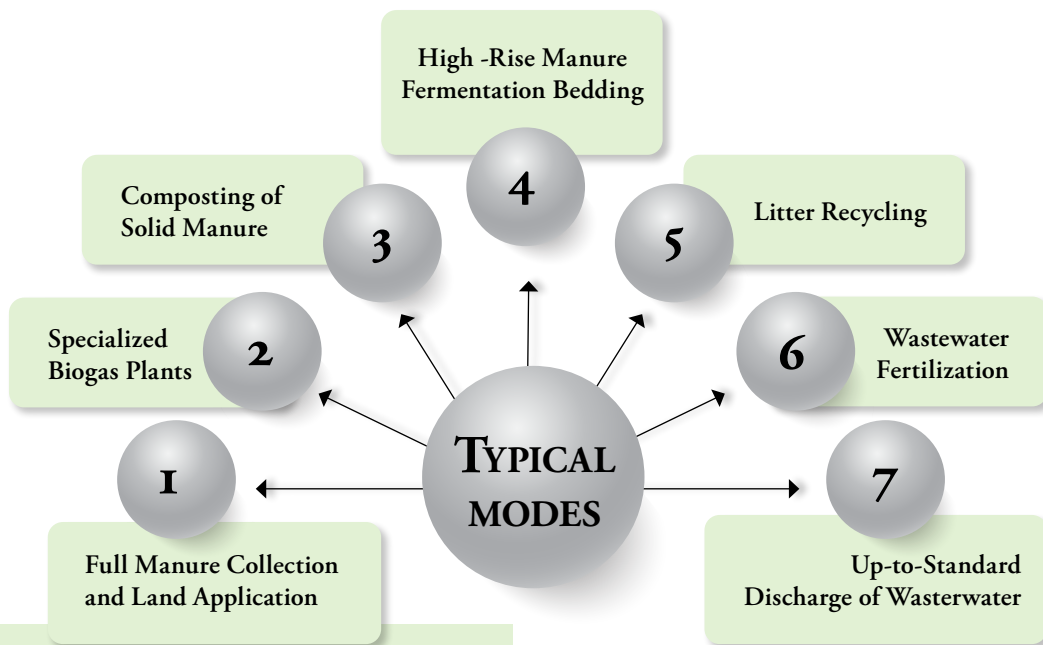 High -Rise Manure
Fermentation Bedding
4
Composting of
Solid Manure
3
5
Litter Recycling
Specialized
Biogas Plants
2
6
Wastewater
Fertilization
1
Full Manure Collection
and Land Application
TYPICAL
MODES
7
Up-to-Standard
Discharge of Wasterwater